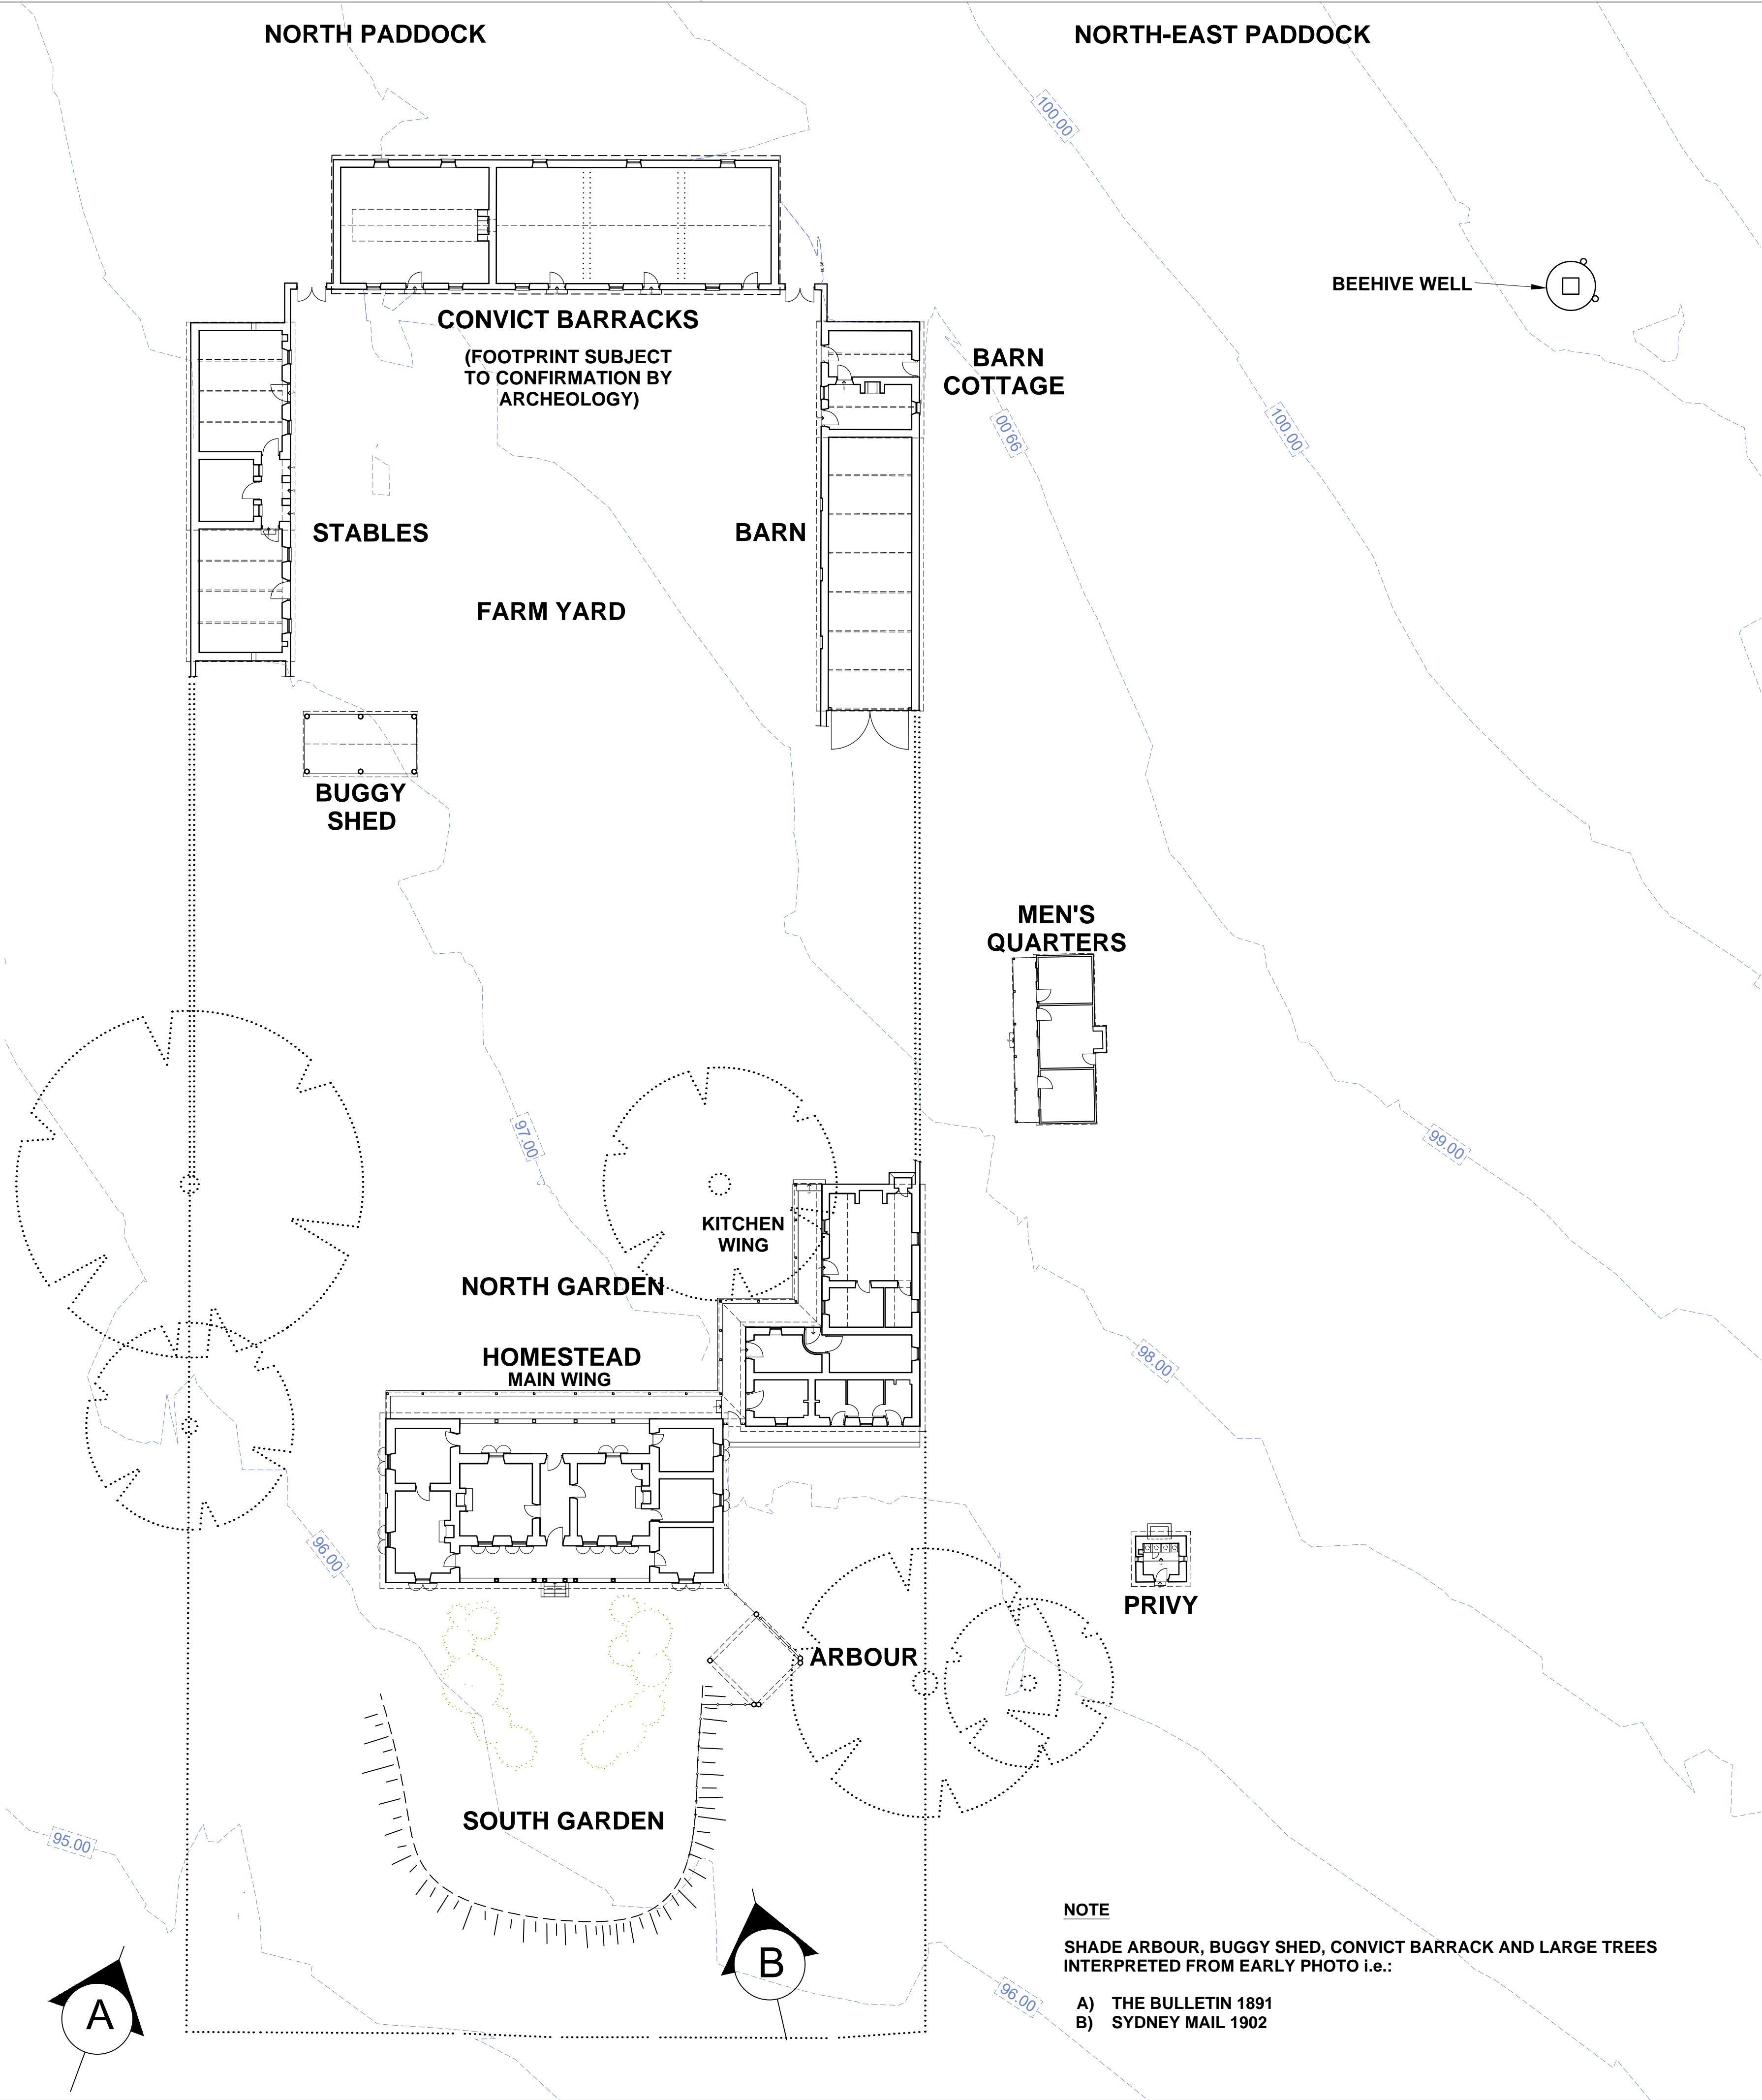 NORTH PADDOCK
NORTH-EAST PADDOCK
100.00
BEEHIVE WELL
CONVICT BARRACKS
(FOOTPRINT SUBJECT
TO CONFIRMATION BY
ARCHEOLOGY)
BARN
COTTAGE
99.00
100.00
STABLES
BARN
FARM YARD
BUGGY
SHED
MEN'S
QUARTERS
97.00
99.00
KITCHEN
WING
NORTH GARDEN
98.00
HOMESTEAD
MAIN WING
96.00
PRIVY
ARBOUR
SOUTH GARDEN
95.00
NOTE
SHADE ARBOUR, BUGGY SHED, CONVICT BARRACK AND LARGE TREES
INTERPRETED FROM EARLY PHOTO i.e.:
A) THE BULLETIN 1891
B) SYDNEY MAIL 1902
96.00
A
B